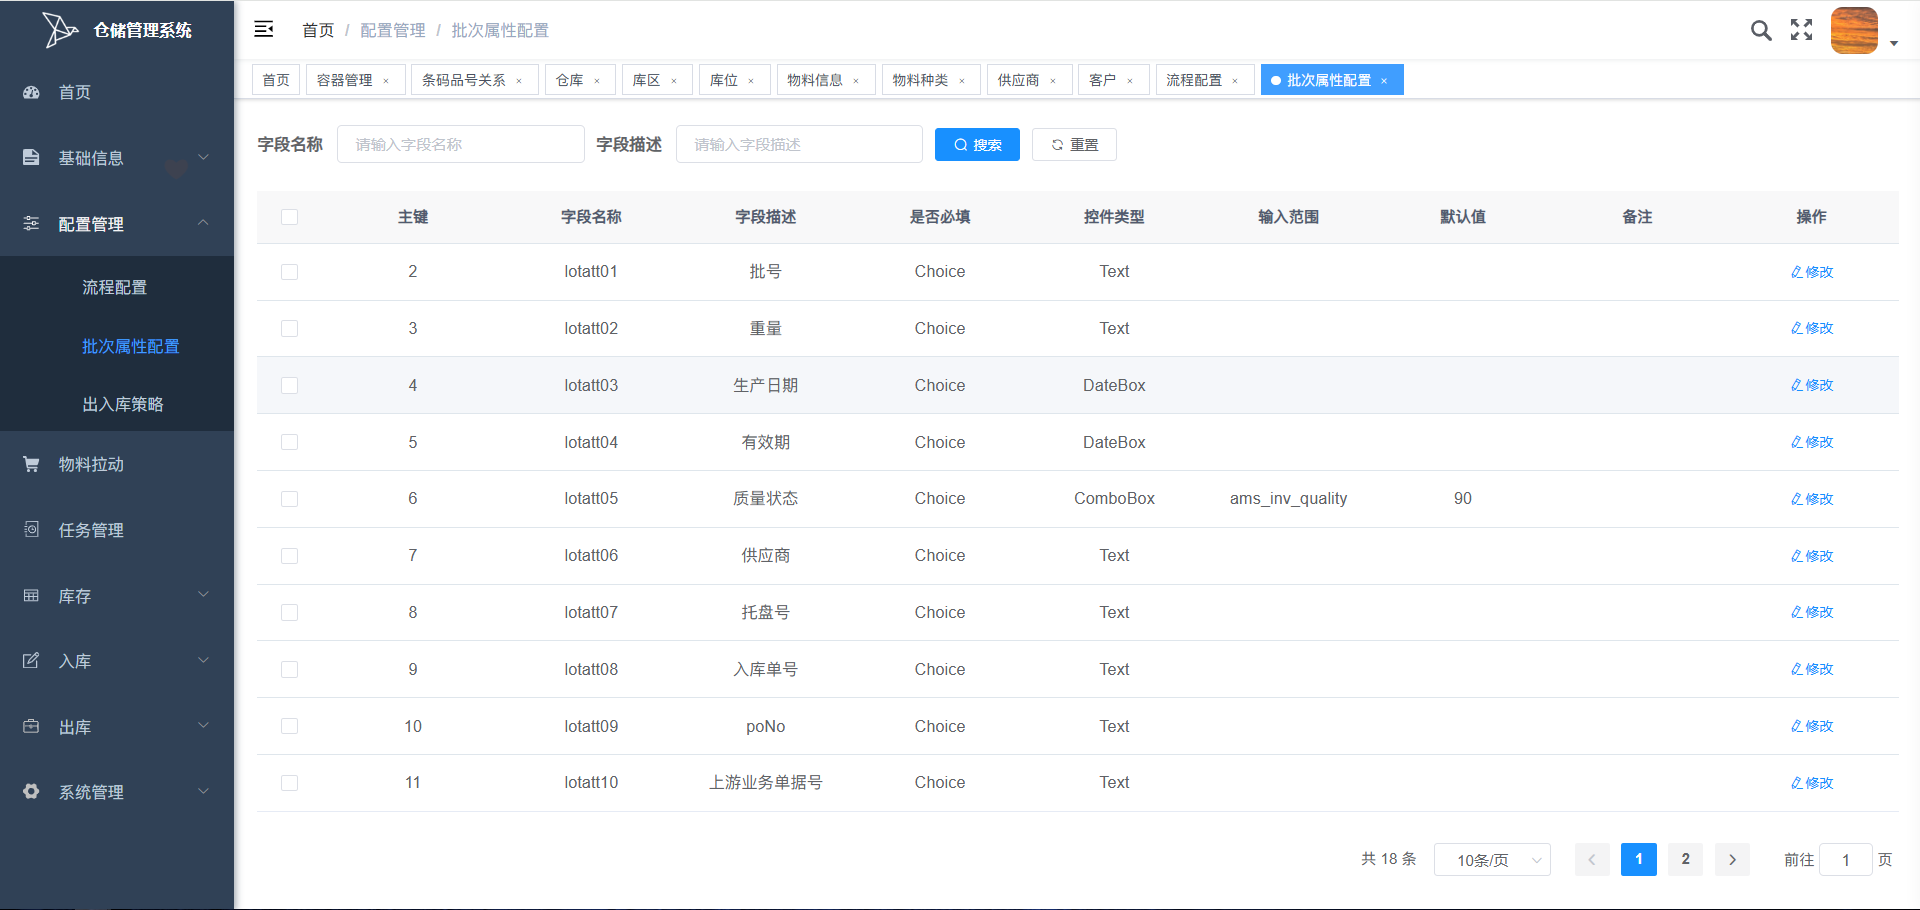 仓储管理系统
首页
基础信息
配置管理
流程配置
批次属性配置
出入库策略
物料拉动
任务管理
库存
入库
出库
系统管理
首页 / 配置管理 / 批次属性配置
首页 容器管理 × 条码品号关系 × 仓库 × 库区 × 库位 × 物料信息 × 物料种类 × 供应商 × 客户 × 流程配置 × 批次属性配置 ×
字段名称 请输入字段名称 字段描述 请输入字段描述 搜索 重置
主键 字段名称 字段描述 是否必填 控件类型 输入范围 默认值 备注 操作
2 lotatt01 批号 Choice Text 修改
3 lotatt02 重量 Choice Text 修改
4 lotatt03 生产日期 Choice DateBox 修改
5 lotatt04 有效期 Choice DateBox 修改
6 lotatt05 质量状态 Choice ComboBox ams_inv_quality 90 修改
7 lotatt06 供应商 Choice Text 修改
8 lotatt07 托盘号 Choice Text 修改
9 lotatt08 入库单号 Choice Text 修改
10 lotatt09 poNo Choice Text 修改
11 lotatt10 上游业务单据号 Choice Text 修改
共 18 条 10条/页 1 2 前往 1 页